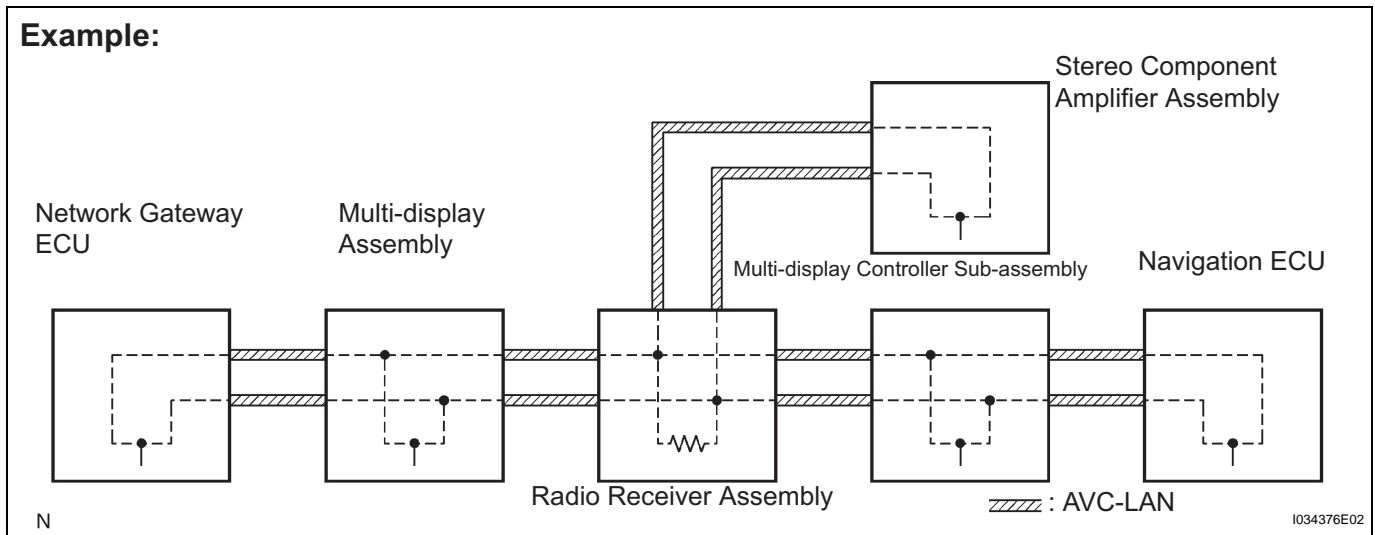 Example:
Stereo Component
Amplifier Assembly
Network Gateway
ECU
Multi-display
Assembly
Multi-display Controller Sub-assembly
Navigation ECU
Radio Receiver Assembly
: AVC-LAN
N
I034376E02